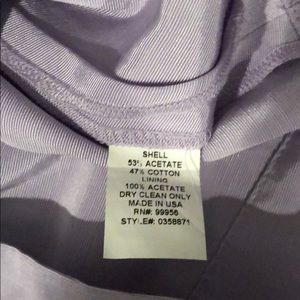 SHELL
53% ACETATE
47% COTTON
LINING
100% ACETATE
DRY CLEAN ONLY
MADE IN USA
RN#: 99956
STYLE#: 0358871